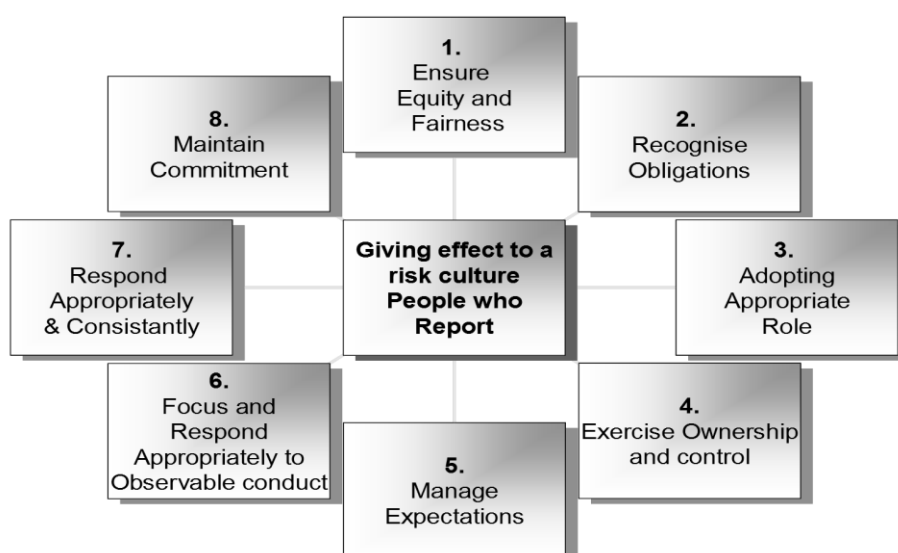 1.
Ensure
Equity and
Fairness
2.
Recognise
Obligations
3.
Adopting
Appropriate
Role
4.
Exercise Ownership
and control
5.
Manage
Expectations
6.
Focus and
Respond
Appropriately to
Observable conduct
7.
Respond
Appropriately
& Consistantly
8.
Maintain
Commitment
Giving effect to a
risk culture
People who
Report